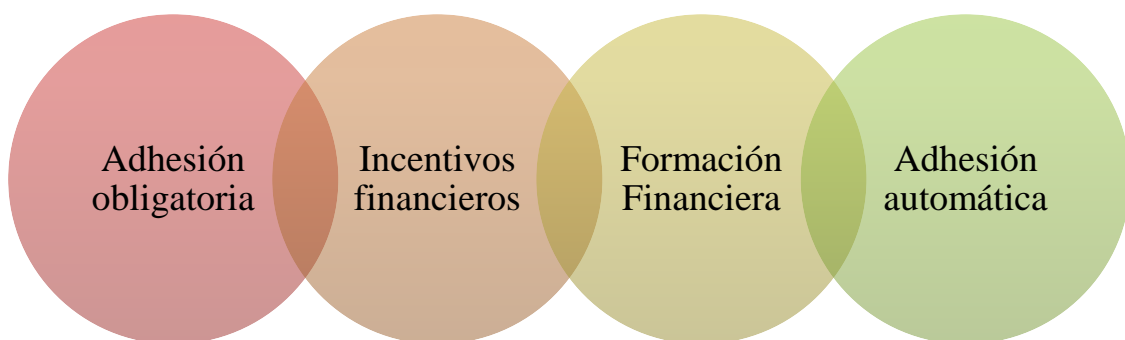 Adhesión
obligatoria
Incentivos
financieros
Formación
Financiera
Adhesión
automática